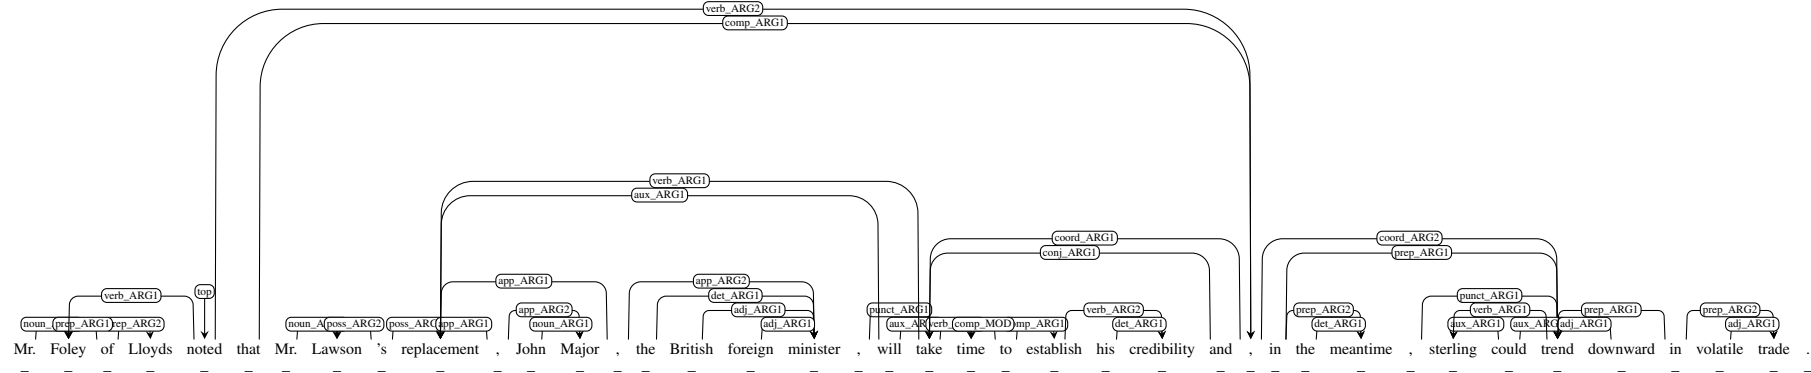 verb_ARG2
comp_ARG1
verb_ARG1
aux_ARG1
coord_ARG1 coord_ARG2
conj_ARG1 prep_ARG1
app_ARG1 app_ARG2
verb_ARG1 top det_ARG1 punct_ARG1
app_ARG2 adj_ARG1 punct_ARG1 verb_ARG2 prep_ARG2 verb_ARG1 prep_ARG1 prep_ARG2
prep_ARG1 poss_ARG2 app_ARG1 noun_ARG1 adj_ARG1 comp_MOD det_ARG1 det_ARG1 aux_ARG1 adj_ARG1 adj_ARG1
Mr. Foley of Lloyds noted that Mr. Lawson 's replacement , John Major , the British foreign minister , will take time to establish his credibility and , in the meantime , sterling could trend downward in volatile trade .